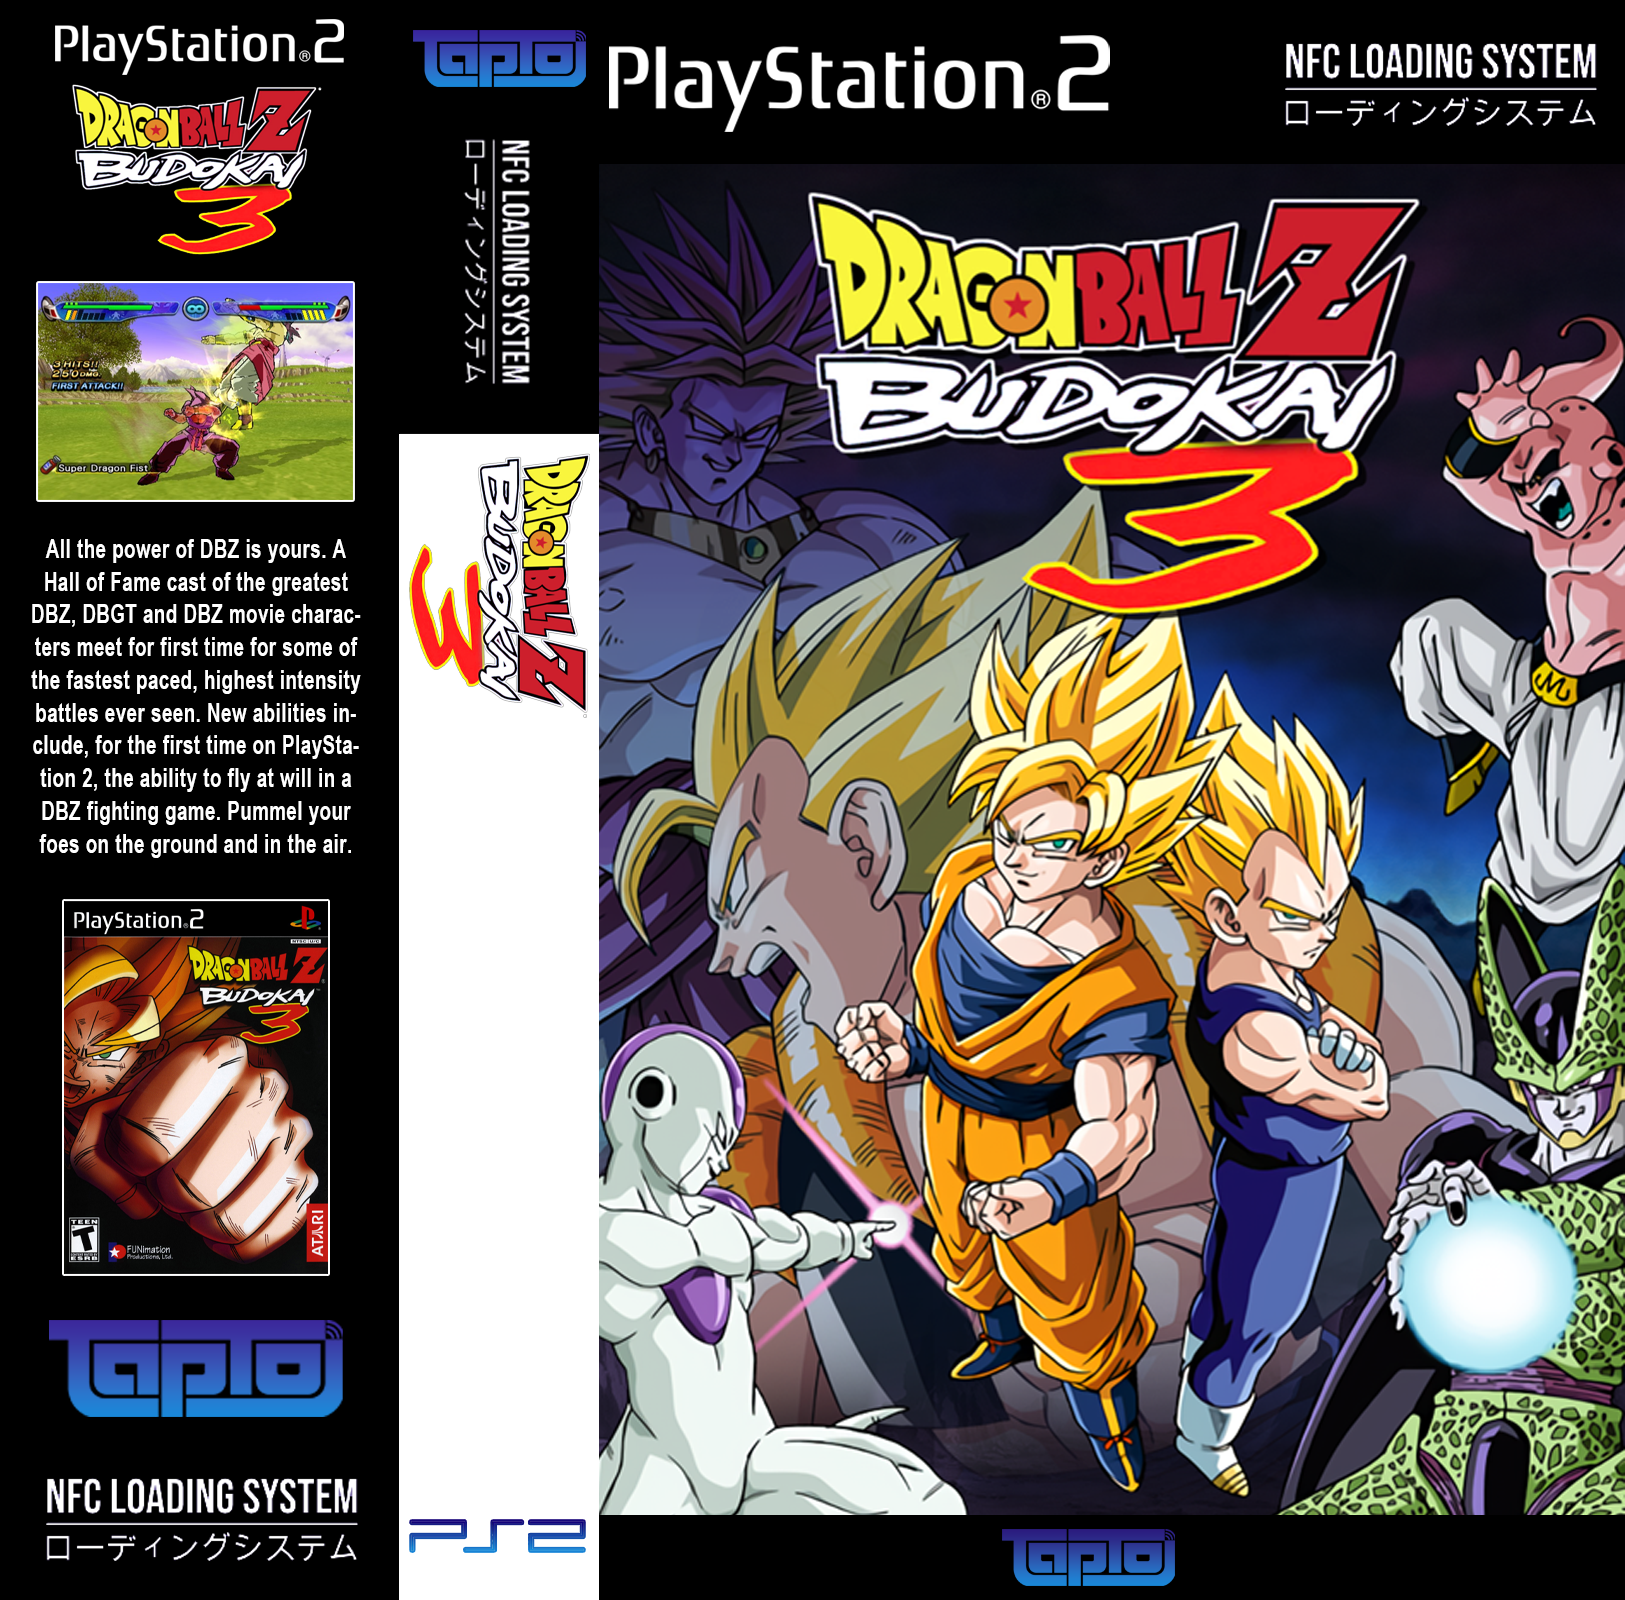 PlayStation®2
DRAGON BALL Z
BUDOKAI
3
3 HITS!!
250 DMG.
FIRST ATTACK!!
Super Dragon Fist
All the power of DBZ is yours. A
Hall of Fame cast of the greatest
DBZ, DBGT and DBZ movie charac-
ters meet for first time for some of
the fastest paced, highest intensity
battles ever seen. New abilities in-
clude, for the first time on PlaySta-
tion 2, the ability to fly at will in a
DBZ fighting game. Pummel your
foes on the ground and in the air.
PlayStation®2
NTSC U/C
DRAGON BALL Z
BUDOKAI
3
TEEN
T
ESRB
FUNimation
Productions, Ltd.
ATARI
TapTo
NFC LOADING SYSTEM
ローディングシステム
TapTo
NFC LOADING SYSTEM
ローディングシステム
DRAGON BALL Z
BUDOKAI
3
PS2
PlayStation®2
NFC LOADING SYSTEM
ローディングシステム
DRAGON BALL Z
BUDOKAI
3
M
TapTo